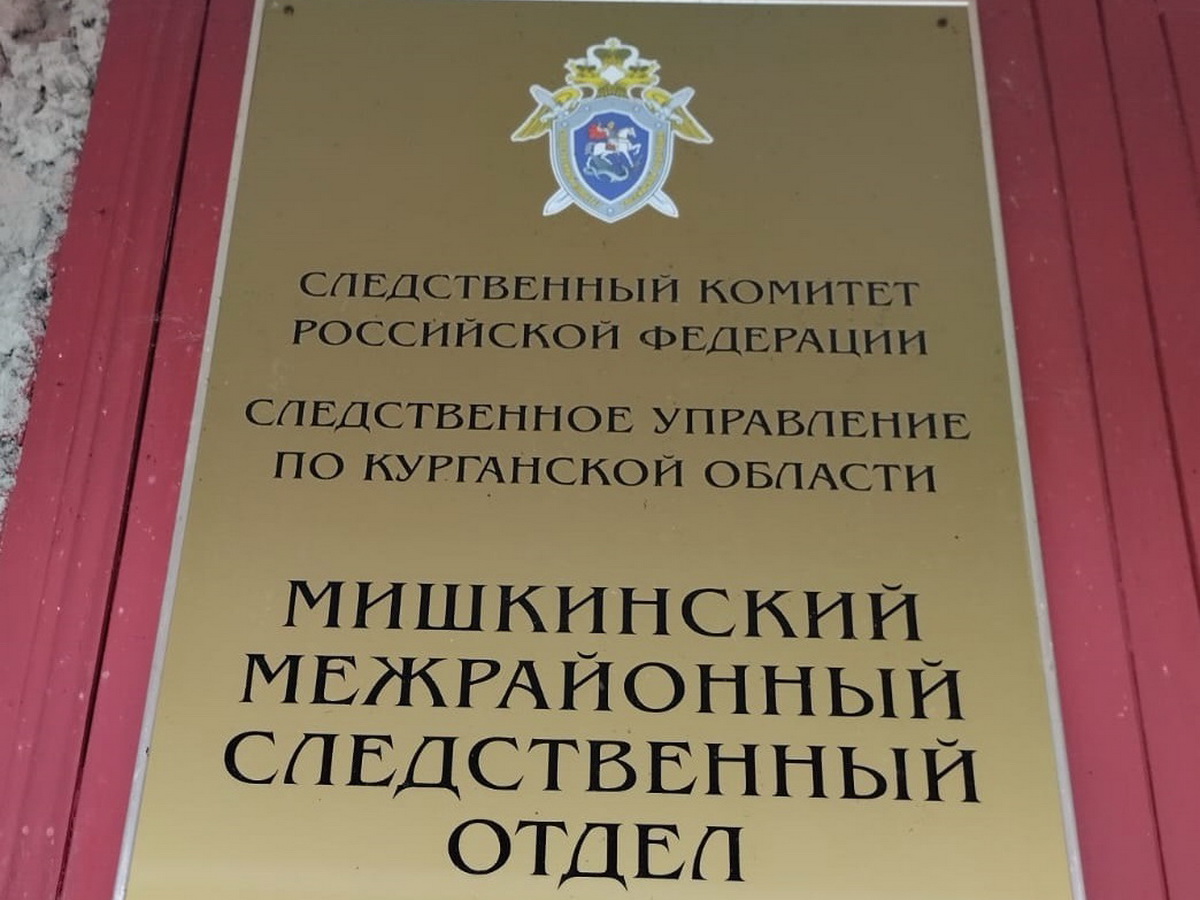 СЛЕДСТВЕННЫЙ КОМИТЕТ
РОССИЙСКОЙ ФЕДЕРАЦИИ
СЛЕДСТВЕННОЕ УПРАВЛЕНИЕ
ПО КУРГАНСКОЙ ОБЛАСТИ
МИШКИНСКИЙ
МЕЖРАЙОННЫЙ
СЛЕДСТВЕННЫЙ
ОТДЕЛ